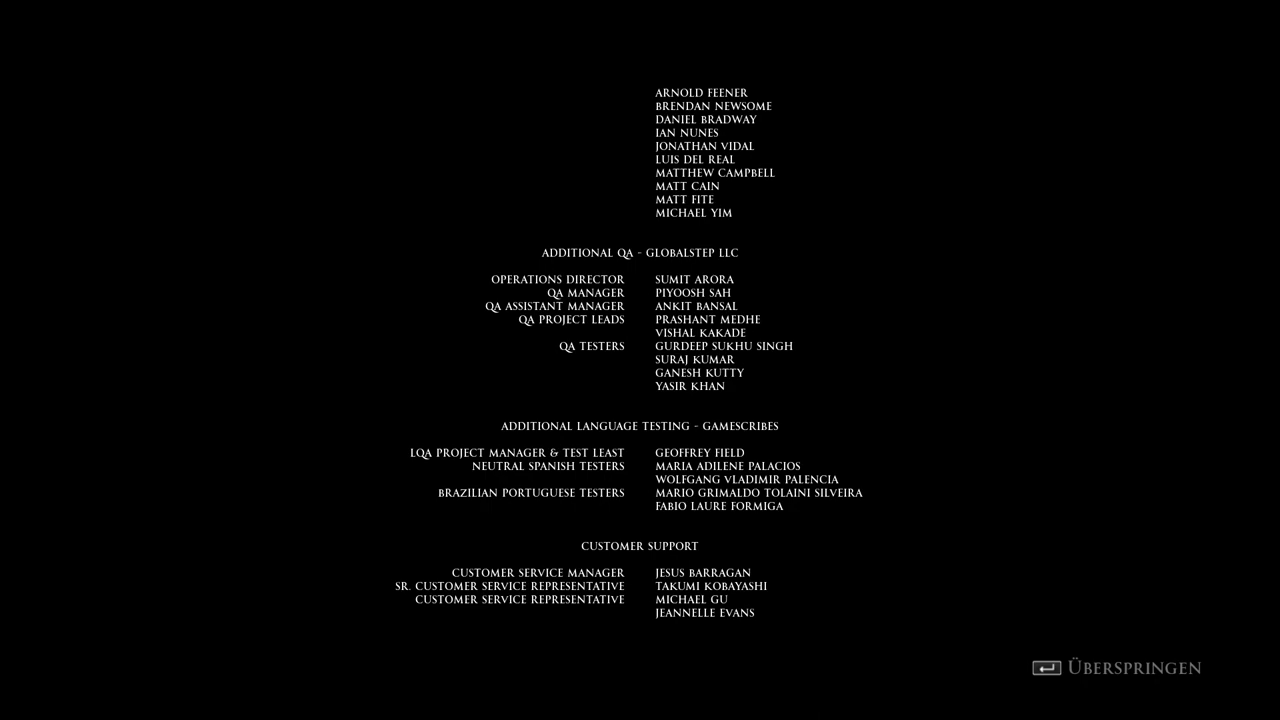 ARNOLD FEENER
BRENDAN NEWSOME
DANIEL BRADWAY
IAN NUNES
JONATHAN VIDAL
LUIS DEL REAL
MATTHEW CAMPBELL
MATT CAIN
MATT FITE
MICHAEL YIM
ADDITIONAL QA - GLOBALSTEP LLC
OPERATIONS DIRECTOR SUMIT ARORA
QA MANAGER PIYOOSH SAH
QA ASSISTANT MANAGER ANKIT BANSAL
QA PROJECT LEADS PRASHANT MEDHE
VISHAL KAKADE
QA TESTERS GURDEEP SUKHU SINGH
SURAJ KUMAR
GANESH KUTTY
YASIR KHAN
ADDITIONAL LANGUAGE TESTING - GAMESCRIBES
LQA PROJECT MANAGER & TEST LEAST GEOFFREY FIELD
NEUTRAL SPANISH TESTERS MARIA ADILENE PALACIOS
WOLFGANG VLADIMIR PALENCIA
BRAZILIAN PORTUGUESE TESTERS MARIO GRIMALDO TOLAINI SILVEIRA
FABIO LAURE FORMIGA
CUSTOMER SUPPORT
CUSTOMER SERVICE MANAGER JESUS BARRAGAN
SR. CUSTOMER SERVICE REPRESENTATIVE TAKUMI KOBAYASHI
CUSTOMER SERVICE REPRESENTATIVE MICHAEL GU
JEANNELLE EVANS
ÜBERSPRINGEN